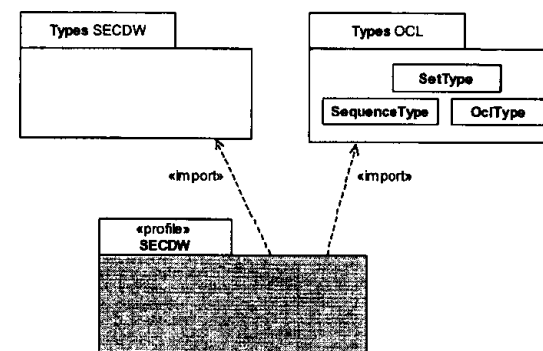 Types SECDW
Types OCL
SetType
SequenceType
OclType
«import»
«import»
«profile»
SECDW